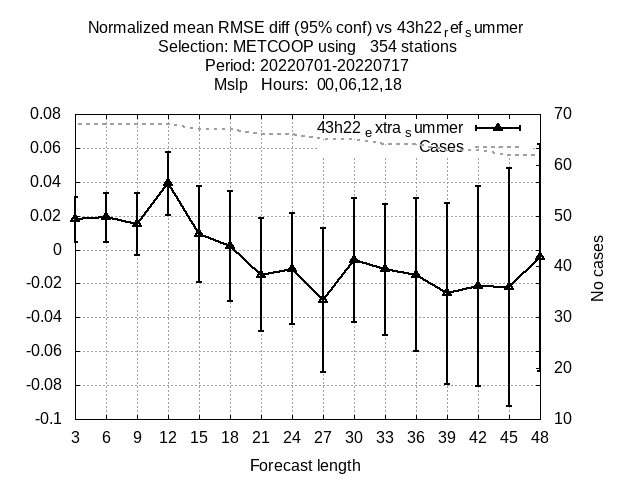 Normalized mean RMSE diff (95% conf) vs 43h22refsummer
Selection: METCOOP using   354 stations
Period: 20220701-20220717
Mslp   Hours:  00,06,12,18
0.08
0.06
0.04
0.02
0
-0.02
-0.04
-0.06
-0.08
-0.1
70
60
50
40
30
20
10
43h22extrasummer
Cases
No cases
3 6 9 12 15 18 21 24 27 30 33 36 39 42 45 48
Forecast length